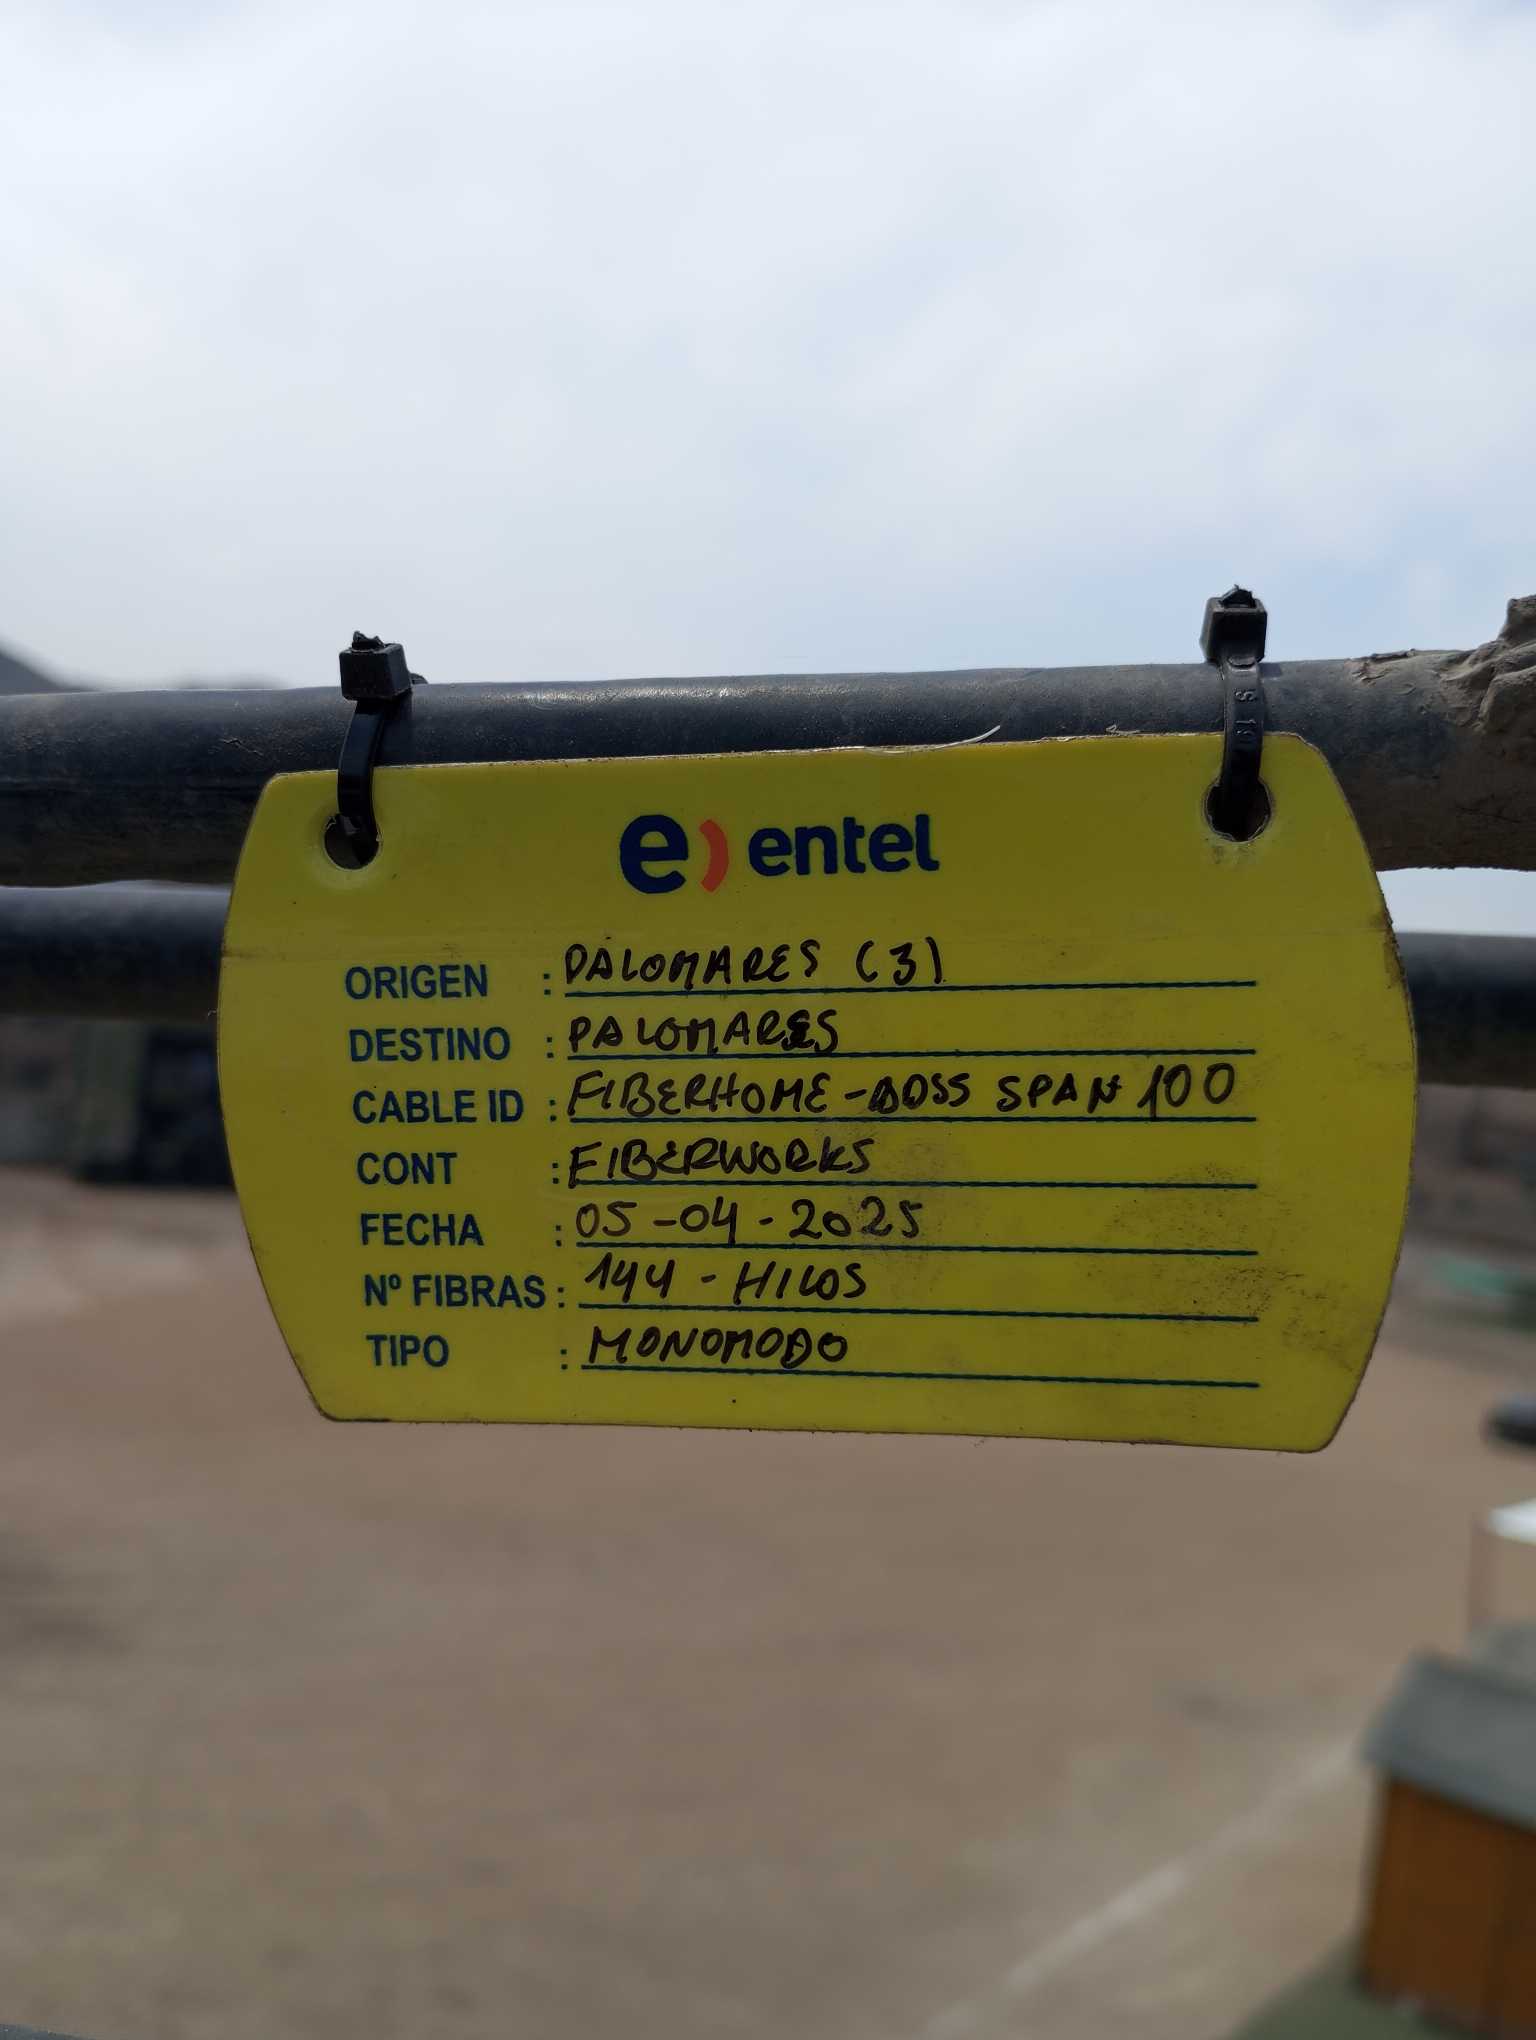 e) entel
ORIGEN : PALOMARES (3)
DESTINO : PALOMARES
CABLE ID : FIBERHOME-ADSS SPAN 100
CONT : FIBERWORKS
FECHA : 05-04-2025
Nº FIBRAS : 144 - HILOS
TIPO : MONOMODO